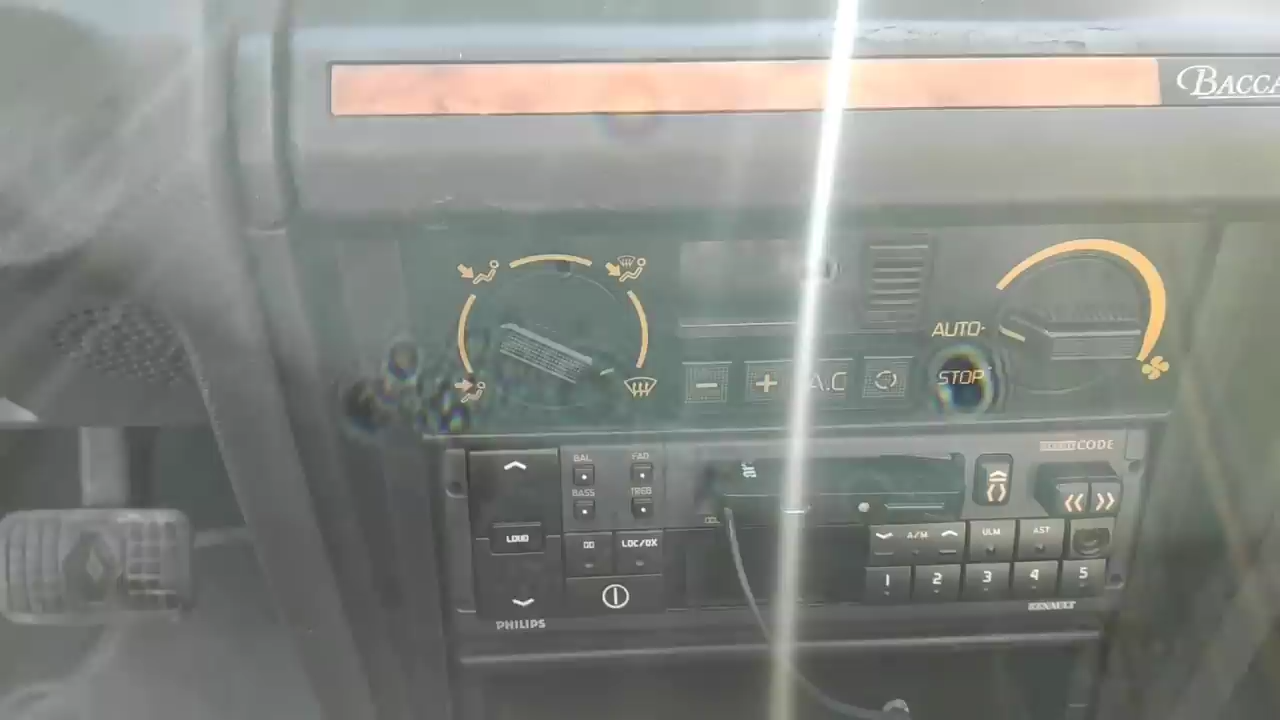 BACCA
AUTO-
STOP
- +
A.C
CODE
BAL
FAD
BASS
TREB
LOUD
DD
LOC/DX
A/M
ULM
AST
1 2 3 4 5
PHILIPS
RENAULT